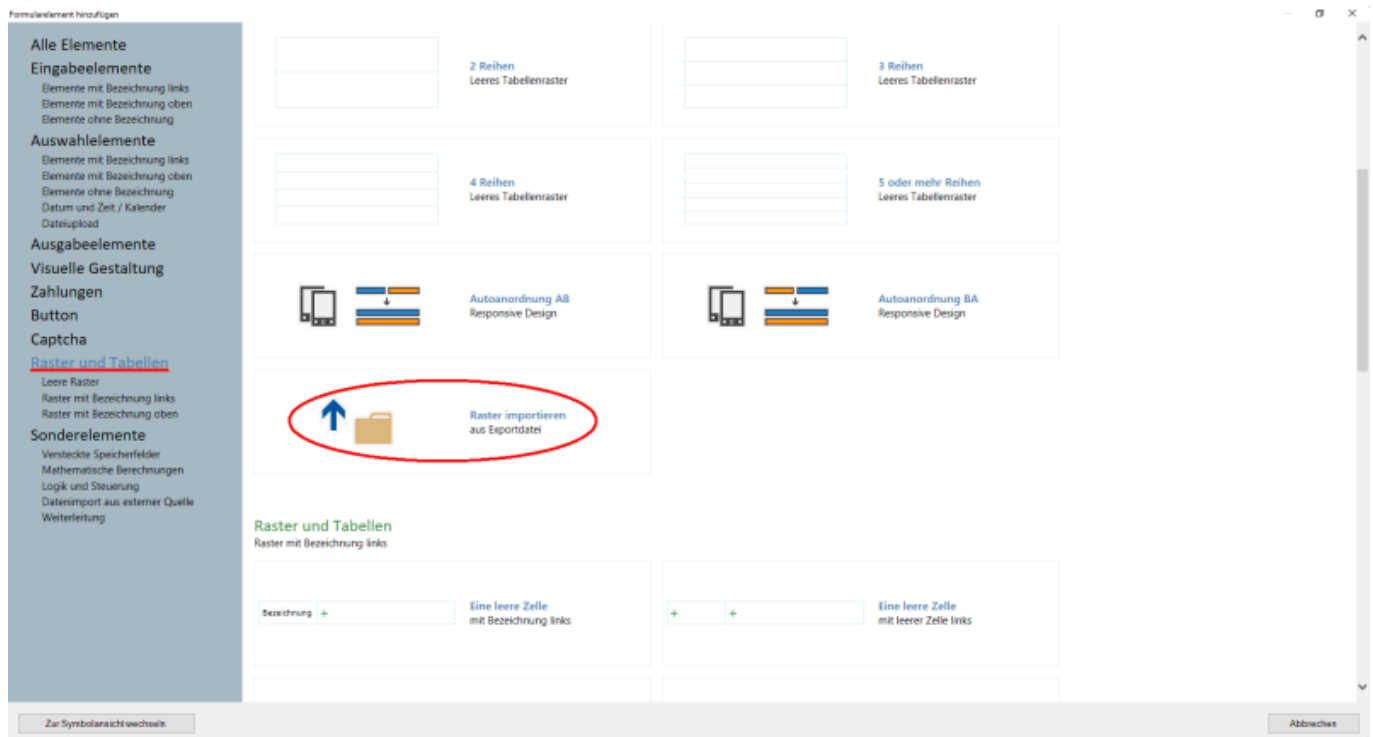 Formularelement hinzufügen
Alle Elemente
Eingabeelemente
Elemente mit Bezeichnung links
Elemente mit Bezeichnung oben
Elemente ohne Bezeichnung
Auswahlelemente
Elemente mit Bezeichnung links
Elemente mit Bezeichnung oben
Elemente ohne Bezeichnung
Datum und Zeit / Kalender
Dateiupload
Ausgabeelemente
Visuelle Gestaltung
Zahlungen
Button
Captcha
Raster und Tabellen
Leere Raster
Raster mit Bezeichnung links
Raster mit Bezeichnung oben
Sonderelemente
Versteckte Speicherfelder
Mathematische Berechnungen
Logik und Steuerung
Datenimport aus externer Quelle
Weiterleitung
2 Reihen
Leeres Tabellenraster
3 Reihen
Leeres Tabellenraster
4 Reihen
Leeres Tabellenraster
5 oder mehr Reihen
Leeres Tabellenraster
Autoanordnung AB
Responsive Design
Autoanordnung BA
Responsive Design
Raster importieren
aus Exportdatei
Raster und Tabellen
Raster mit Bezeichnung links
Bezeichnung +
Eine leere Zelle
mit Bezeichnung links
+ +
Eine leere Zelle
mit leerer Zelle links
Zur Symbolansicht wechseln
Abbrechen